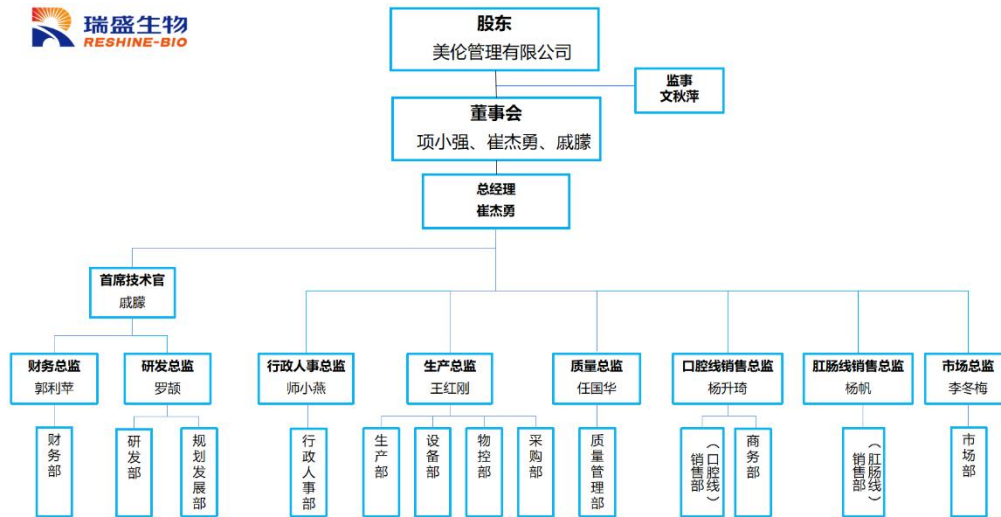 瑞盛生物
RESHINE-BIO
股东
美伦管理有限公司
监事
文秋萍
董事会
项小强、崔杰勇、戚朦
总经理
崔杰勇
首席技术官
戚朦
财务总监
郭利苹
研发总监
罗颉
行政人事总监
师小燕
生产总监
王红刚
质量总监
任国华
口腔线销售总监
杨升琦
肛肠线销售总监
杨帆
市场总监
李冬梅
财务部
研发部
规划发展部
行政人事部
生产部
设备部
物控部
采购部
质量管理部
销售部
（口腔线）
商务部
销售部
（肛肠线）
市场部